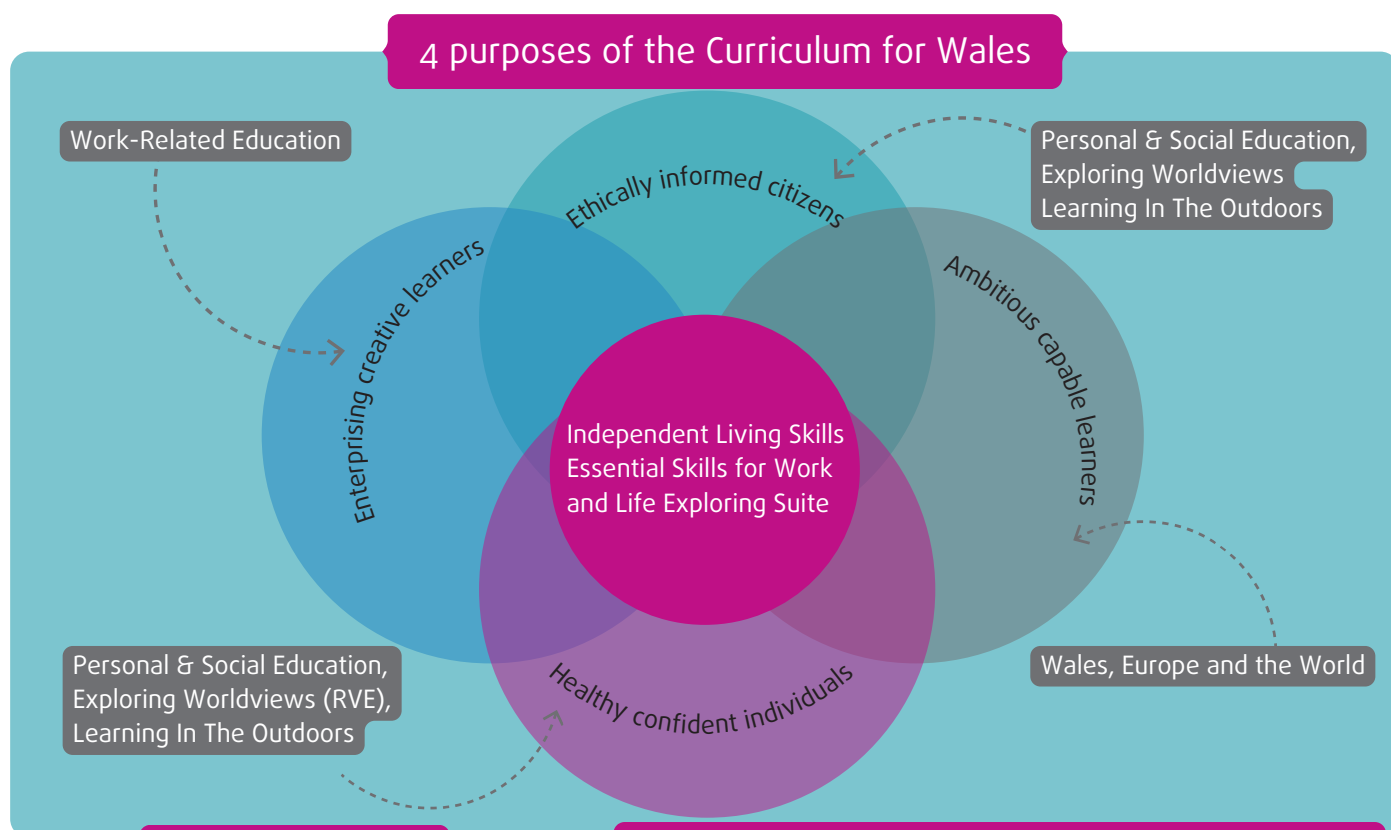 4 purposes of the Curriculum for Wales
Work-Related Education
Personal & Social Education,
Exploring Worldviews
Learning In The Outdoors
Ethically informed citizens
Enterprising creative learners
Ambitious capable learners
Independent Living Skills
Essential Skills for Work
and Life Exploring Suite
Personal & Social Education,
Exploring Worldviews (RVE),
Learning In The Outdoors
Healthy confident individuals
Wales, Europe and the World